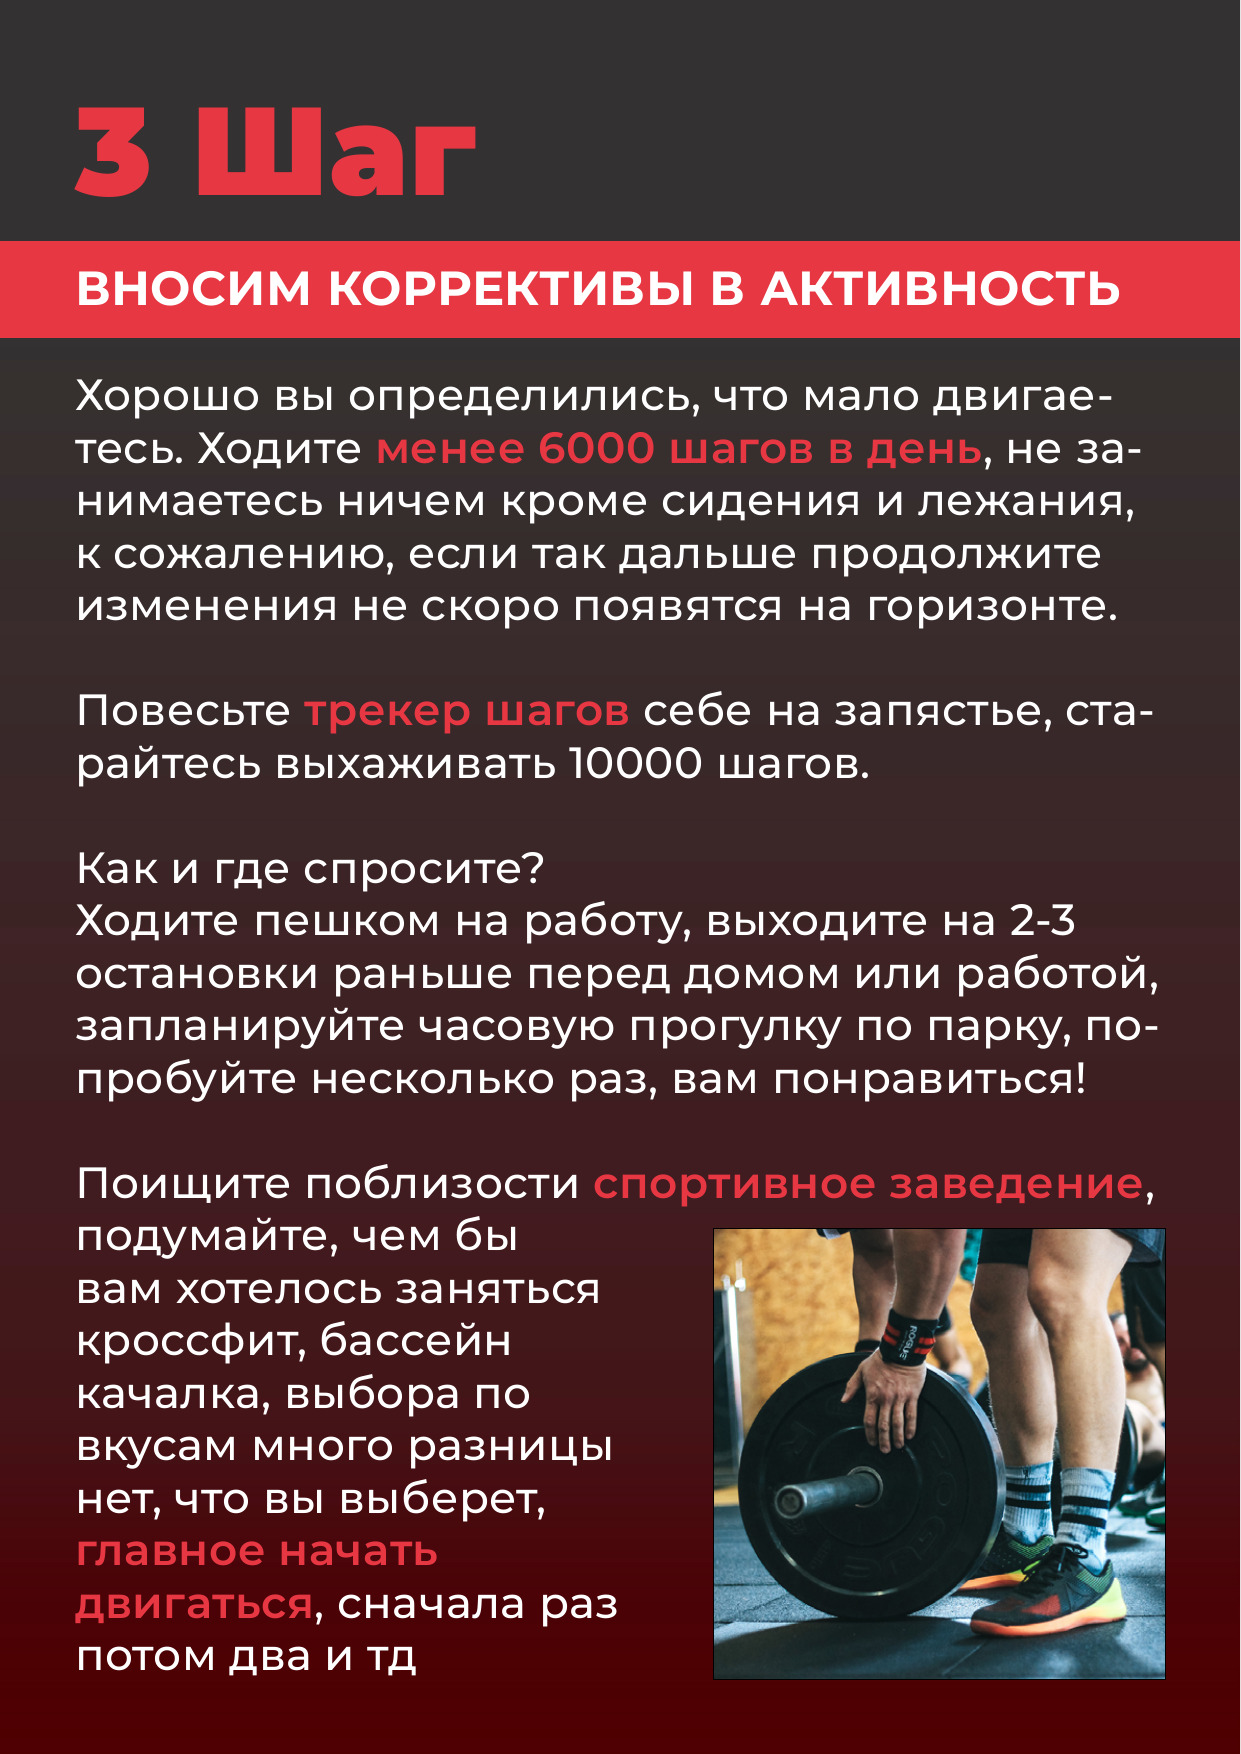 3 Шаг
ВНОСИМ КОРРЕКТИВЫ В АКТИВНОСТЬ
Хорошо вы определились, что мало двигае-
тесь. Ходите менее 6000 шагов в день, не за-
нимаетесь ничем кроме сидения и лежания,
к сожалению, если так дальше продолжите
изменения не скоро появятся на горизонте.
Повесьте трекер шагов себе на запястье, ста-
райтесь выхаживать 10000 шагов.
Как и где спросите?
Ходите пешком на работу, выходите на 2-3
остановки раньше перед домом или работой,
запланируйте часовую прогулку по парку, по-
пробуйте несколько раз, вам понравиться!
Поищите поблизости спортивное заведение,
подумайте, чем бы
вам хотелось заняться
кроссфит, бассейн
качалка, выбора по
вкусам много разницы
нет, что вы выберет,
главное начать
двигаться, сначала раз
потом два и тд
ROGUE